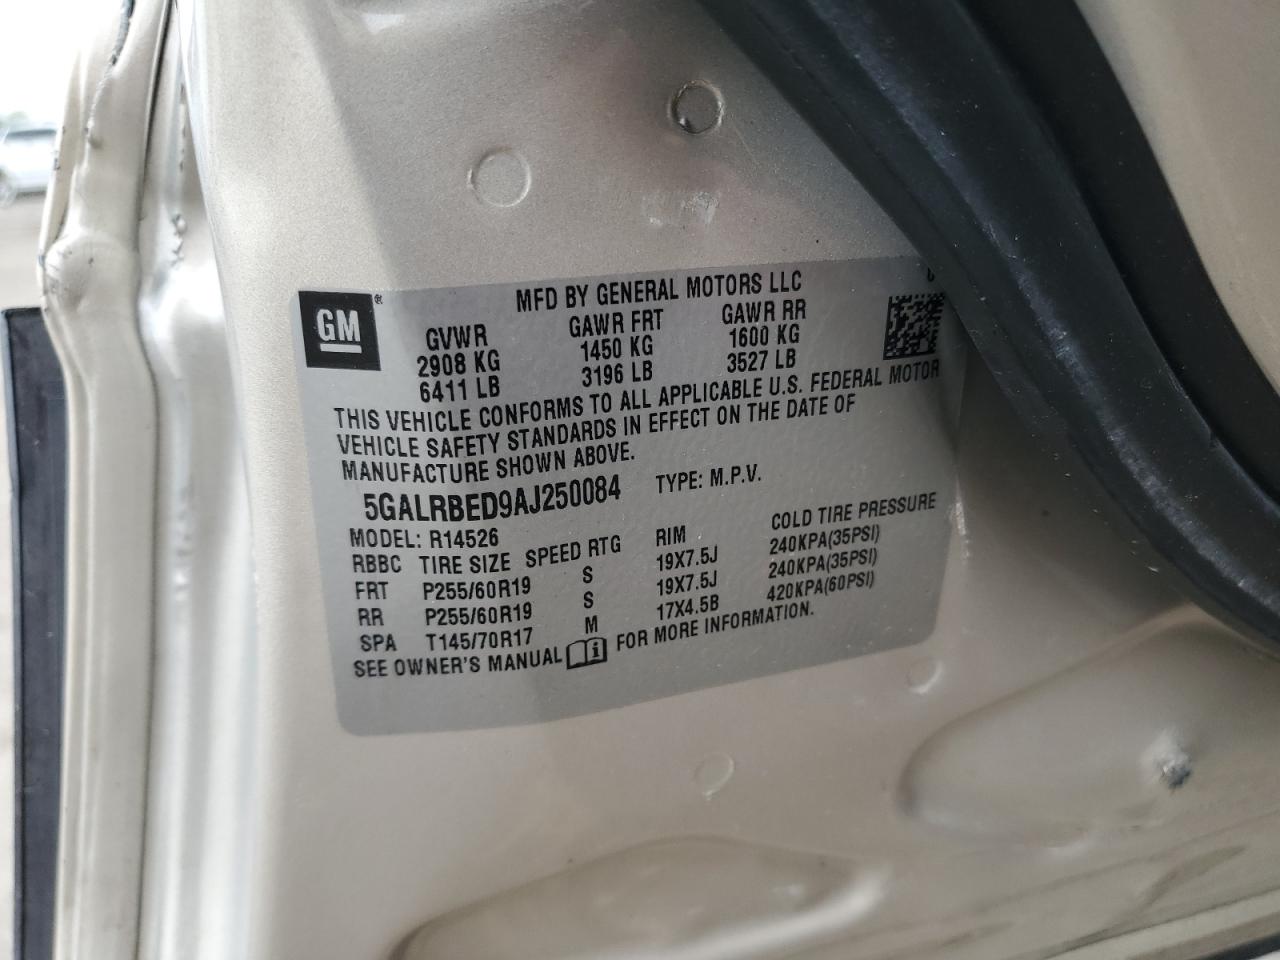 MFD BY GENERAL MOTORS LLC
GM®
GVWR GAWR FRT GAWR RR
2908 KG 1450 KG 1600 KG
6411 LB 3196 LB 3527 LB
THIS VEHICLE CONFORMS TO ALL APPLICABLE U.S. FEDERAL MOTOR
VEHICLE SAFETY STANDARDS IN EFFECT ON THE DATE OF
MANUFACTURE SHOWN ABOVE.
5GALRBED9AJ250084 TYPE: M.P.V.
MODEL: R14526
RBBC TIRE SIZE SPEED RTG RIM COLD TIRE PRESSURE
FRT P255/60R19 S 19X7.5J 240KPA(35PSI)
RR P255/60R19 S 19X7.5J 240KPA(35PSI)
SPA T145/70R17 M 17X4.5B 420KPA(60PSI)
SEE OWNER'S MANUAL i FOR MORE INFORMATION.